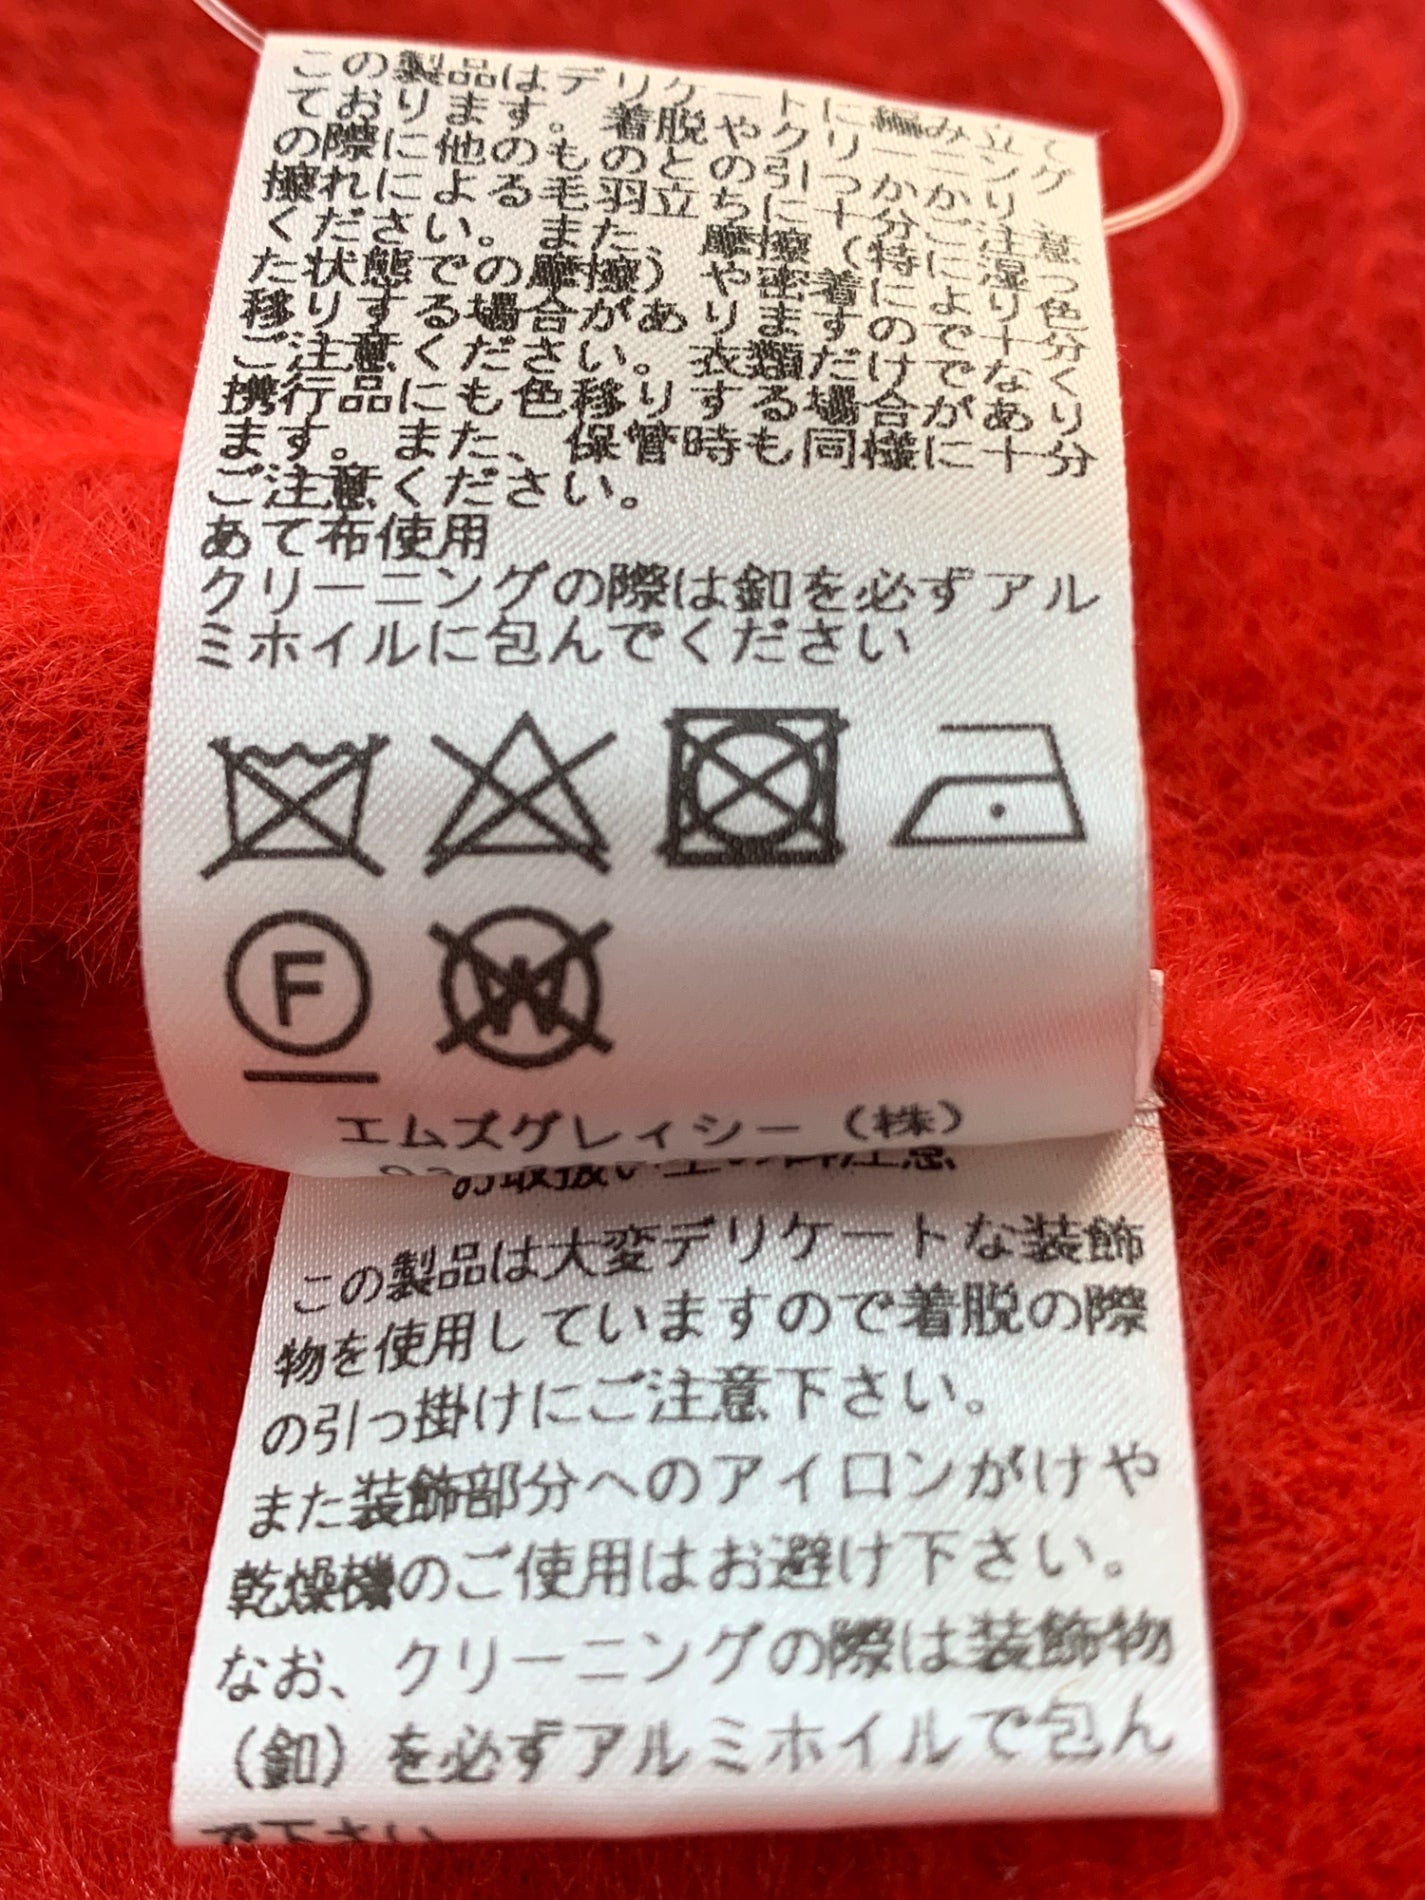 この製品はデリケートに編み立て
ております。着脱やクリーニング
の際に他のものとの引っかかり
擦れによる毛羽立ちに十分ご注意
ください。また、摩擦（特に湿っ
た状態での摩擦）や密着により色
移りする場合がありますので十分
ご注意ください。衣類だけでなく
携行品にも色移りする場合があり
ます。また、保管時も同様に十分
ご注意ください。
あて布使用
クリーニングの際は釦を必ずアル
ミホイルに包んでください
F
W
エムズグレィシー（株）
お取扱い上の御注意
この製品は大変デリケートな装飾
物を使用していますので着脱の際
の引っ掛けにご注意下さい。
また装飾部分へのアイロンがけや
乾燥機のご使用はお避け下さい。
なお、クリーニングの際は装飾物
（釦）を必ずアルミホイルで包ん
で下さい